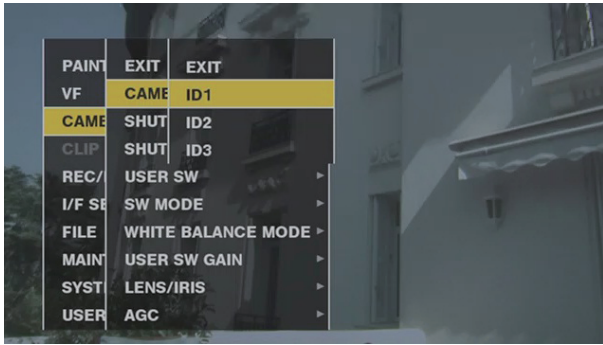 PAINT EXIT EXIT
VF CAME ID1
CAME SHUT ID2
CLIP SHUT ID3
REC/I USER SW
I/F SE SW MODE
FILE WHITE BALANCE MODE
MAINT USER SW GAIN
SYST LENS/IRIS
USER AGC